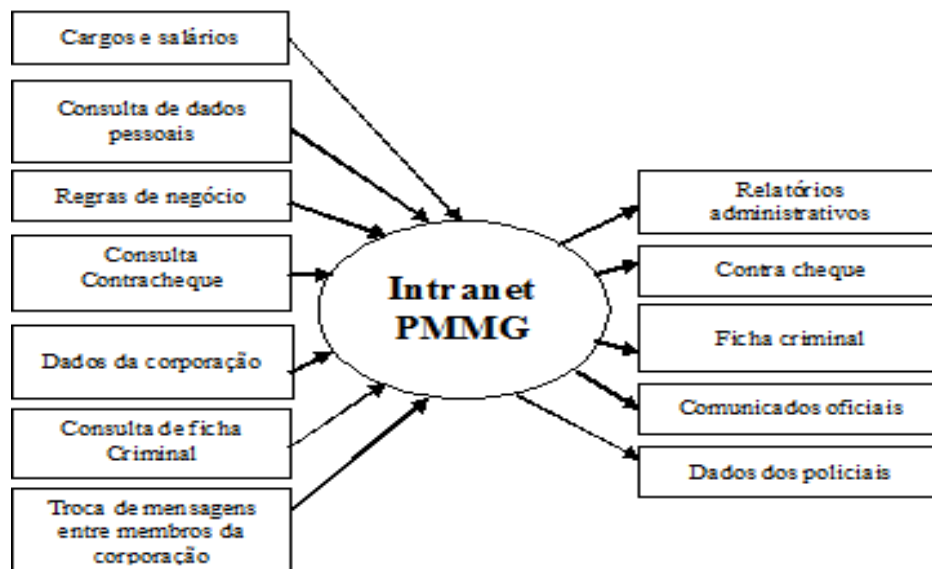 Cargos e salários
Consulta de dados
pessoais
Regras de negócio
Consulta
Contracheque
Dados da corporação
Consulta de ficha
Criminal
Troca de mensagens
entre membros da
corporação
Intranet
PMMG
Relatórios
administrativos
Contra cheque
Ficha criminal
Comunicados oficiais
Dados dos policiais